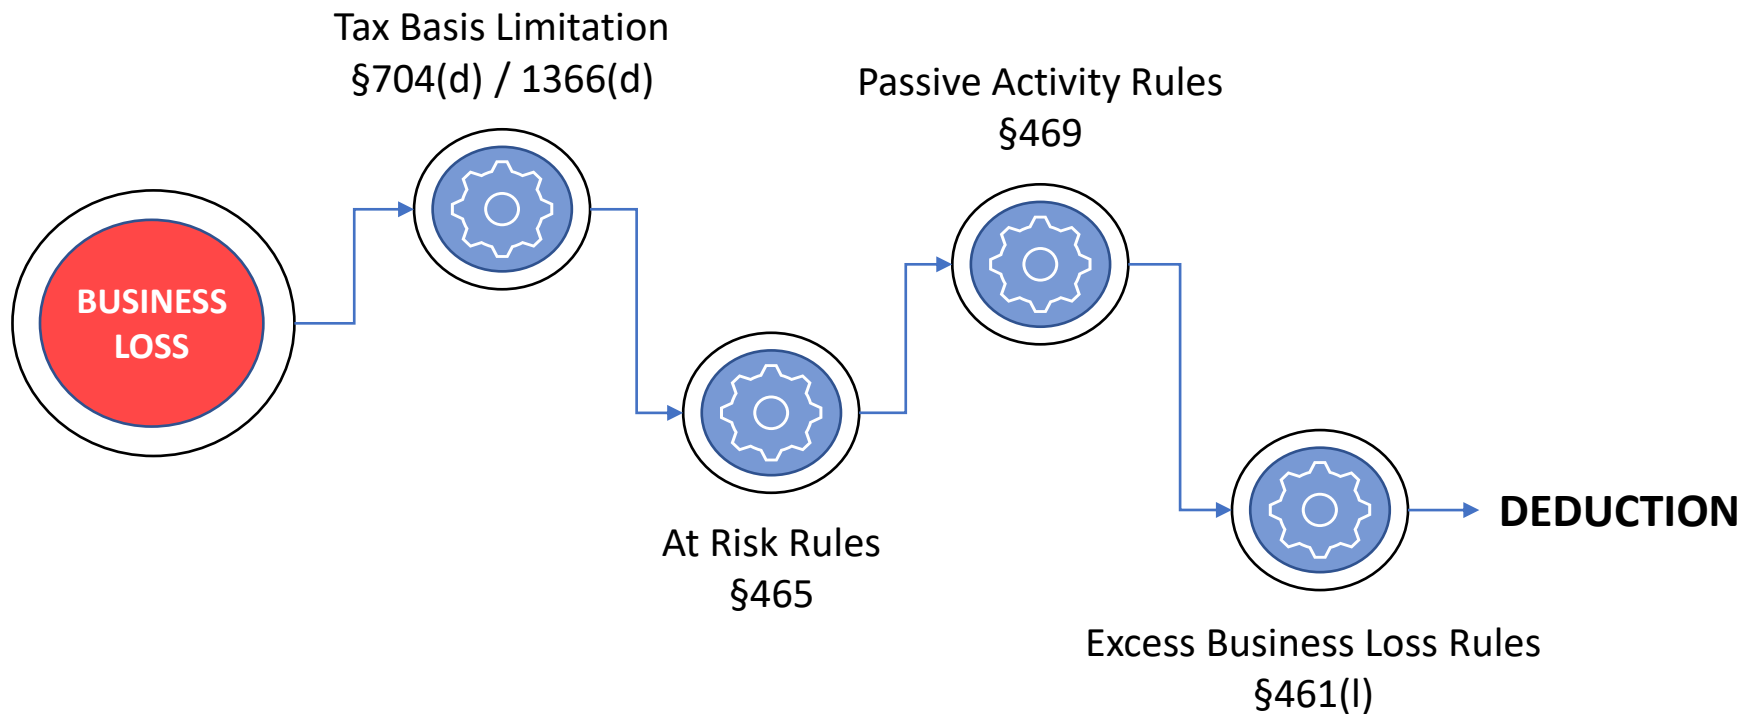 Tax Basis Limitation
§704(d) / 1366(d)
Passive Activity Rules
§469
BUSINESS
LOSS
At Risk Rules
§465
DEDUCTION
Excess Business Loss Rules
§461(l)